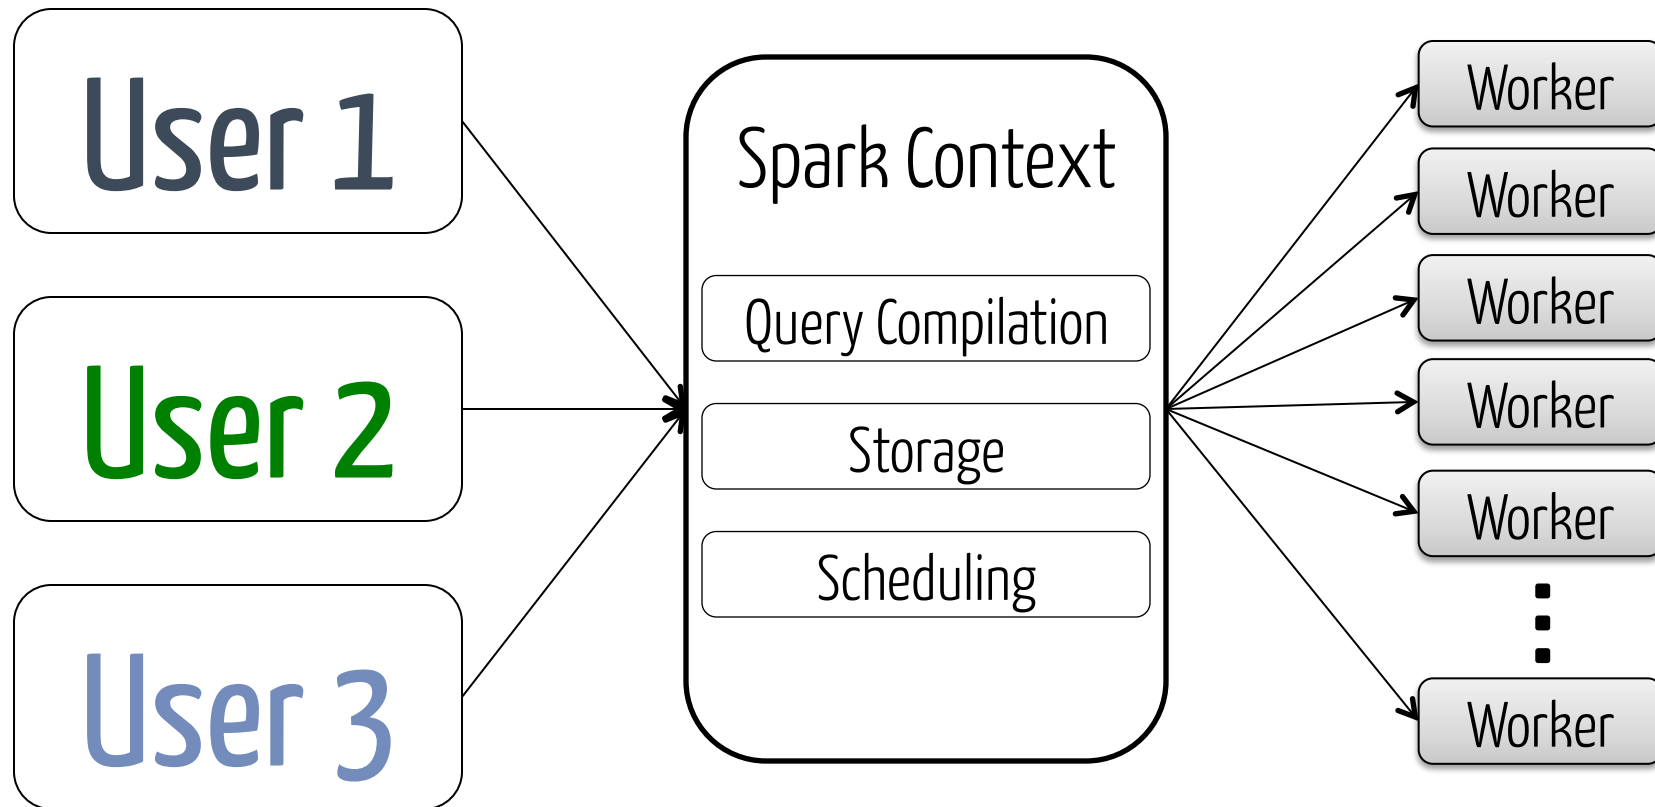 User 1
User 2
User 3
Spark Context
Query Compilation
Storage
Scheduling
Worker
Worker
Worker
Worker
Worker
Worker